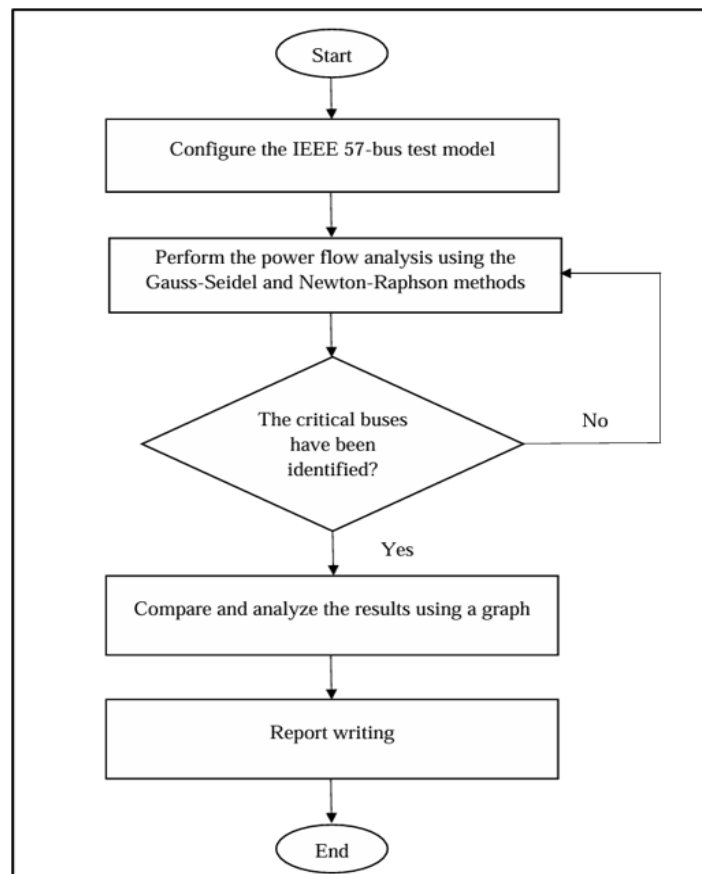 Start
Configure the IEEE 57-bus test model
Perform the power flow analysis using the
Gauss-Seidel and Newton-Raphson methods
The critical buses
have been
identified?
No
Yes
Compare and analyze the results using a graph
Report writing
End